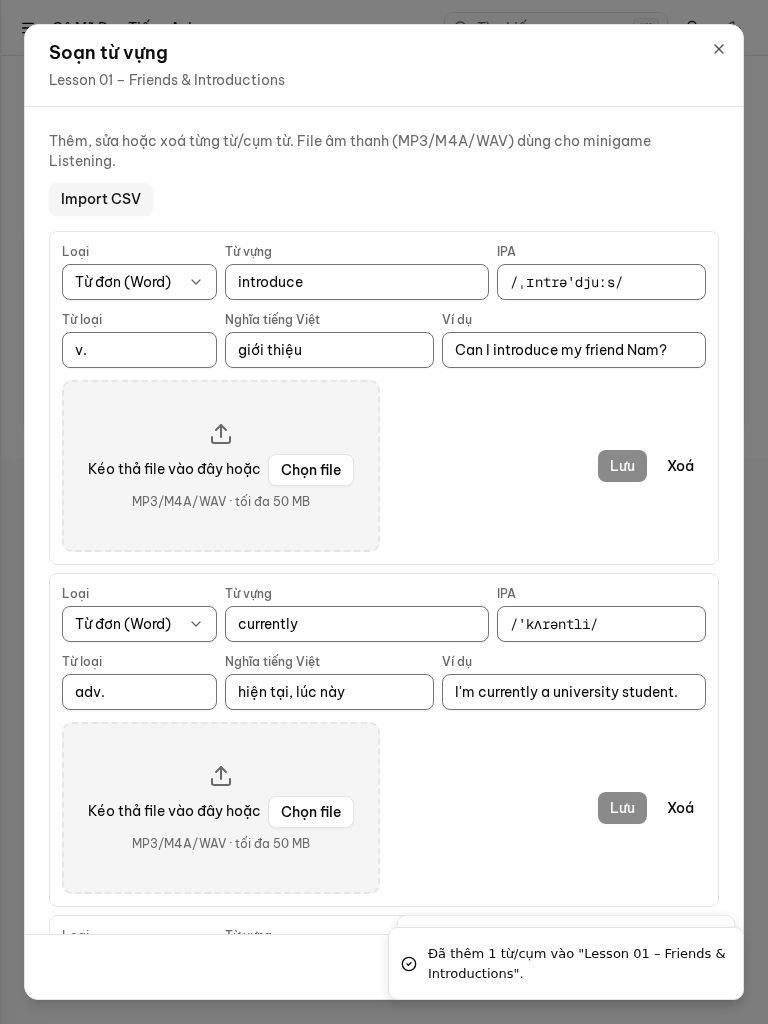 Soạn từ vựng
Lesson 01 – Friends & Introductions
Thêm, sửa hoặc xoá từng từ/cụm từ. File âm thanh (MP3/M4A/WAV) dùng cho minigame
Listening.
Import CSV
Loại
Từ vựng
IPA
Từ đơn (Word)
introduce
/ˌɪntrəˈdjuːs/
Từ loại
Nghĩa tiếng Việt
Ví dụ
v.
giới thiệu
Can I introduce my friend Nam?
Kéo thả file vào đây hoặc
Chọn file
MP3/M4A/WAV · tối đa 50 MB
Lưu
Xoá
Loại
Từ vựng
IPA
Từ đơn (Word)
currently
/ˈkʌrəntli/
Từ loại
Nghĩa tiếng Việt
Ví dụ
adv.
hiện tại, lúc này
I'm currently a university student.
Kéo thả file vào đây hoặc
Chọn file
MP3/M4A/WAV · tối đa 50 MB
Lưu
Xoá
Loại
Từ vựng
Đã thêm 1 từ/cụm vào "Lesson 01 – Friends &
Introductions".